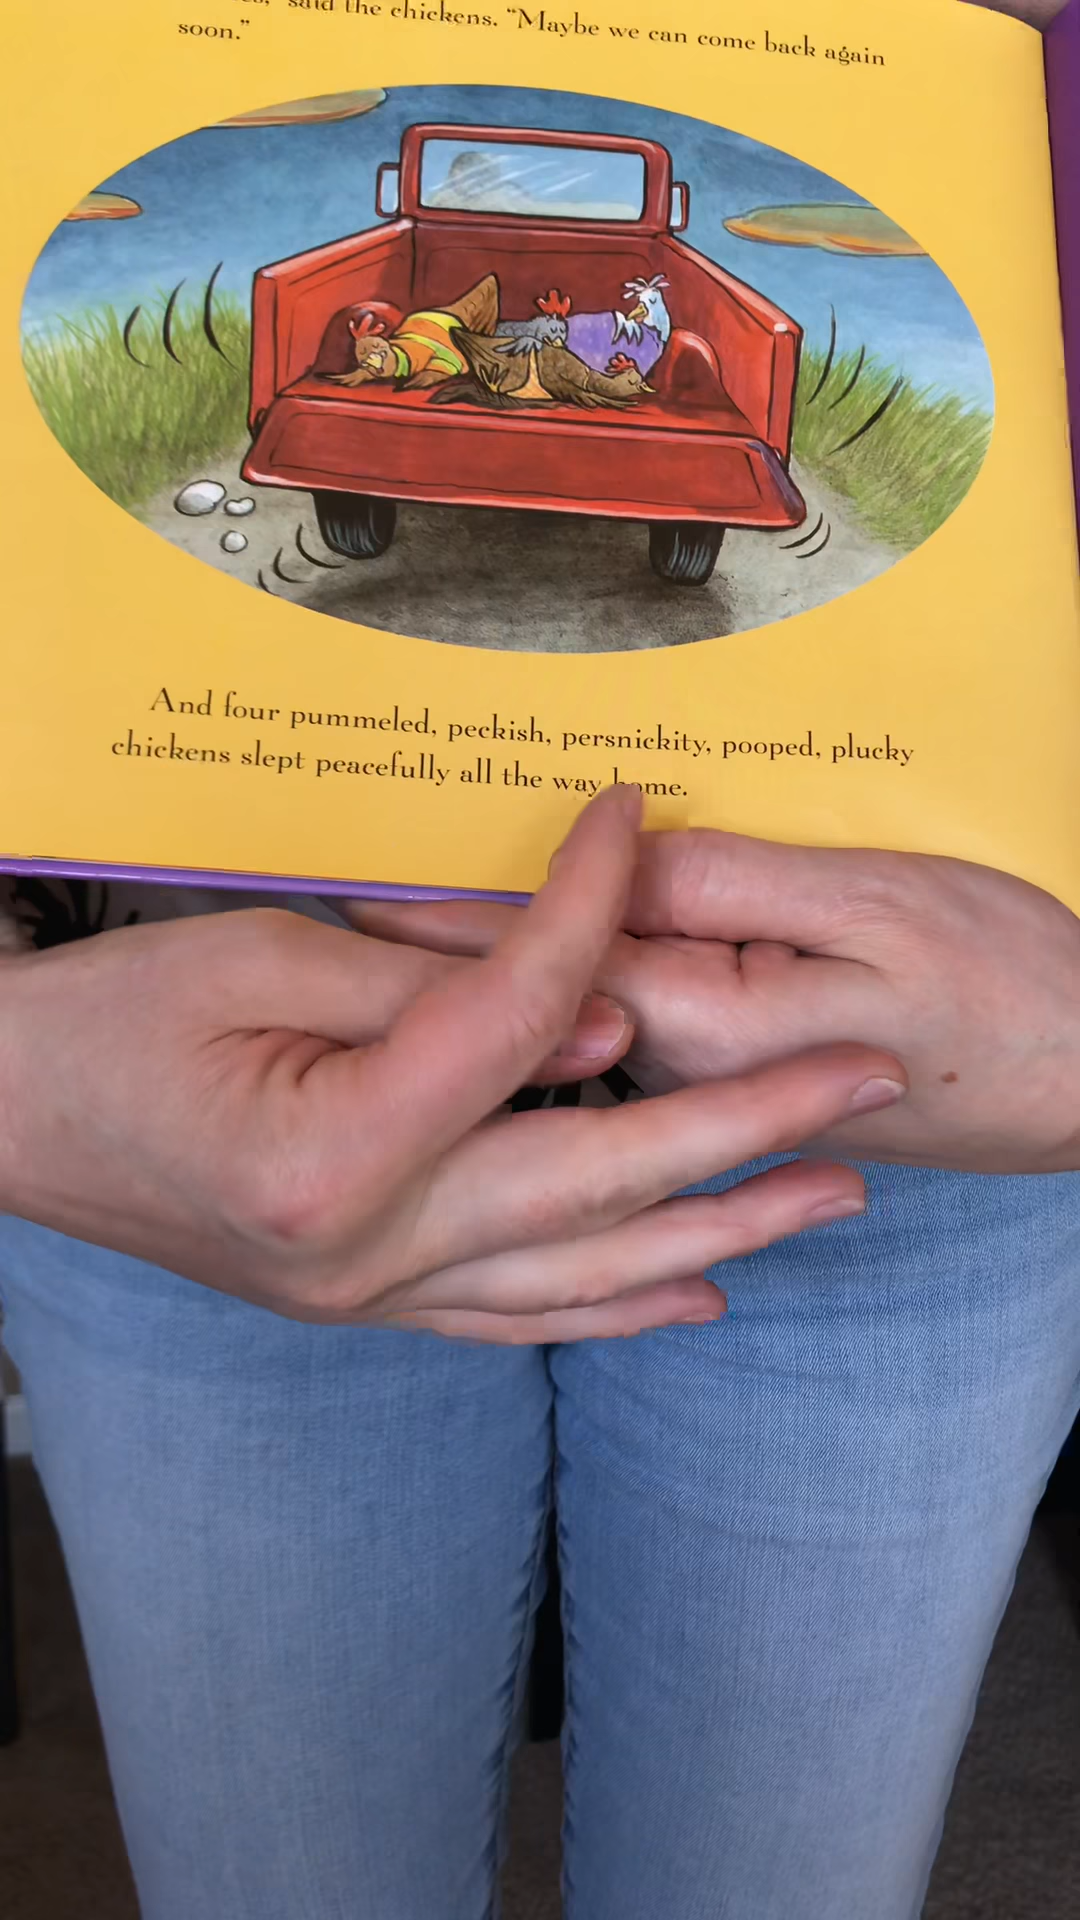 said the chickens. “Maybe we can come back again
soon.”
And four pummeled, peckish, persnickity, pooped, plucky
chickens slept peacefully all the way home.